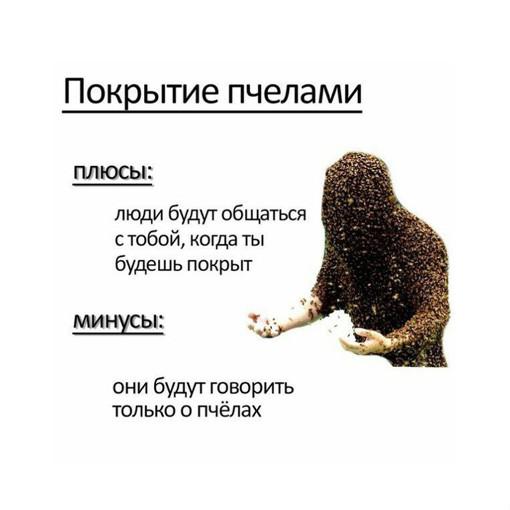 Покрытие пчелами
плюсы:
люди будут общаться
с тобой, когда ты
будешь покрыт
минусы:
они будут говорить
только о пчёлах